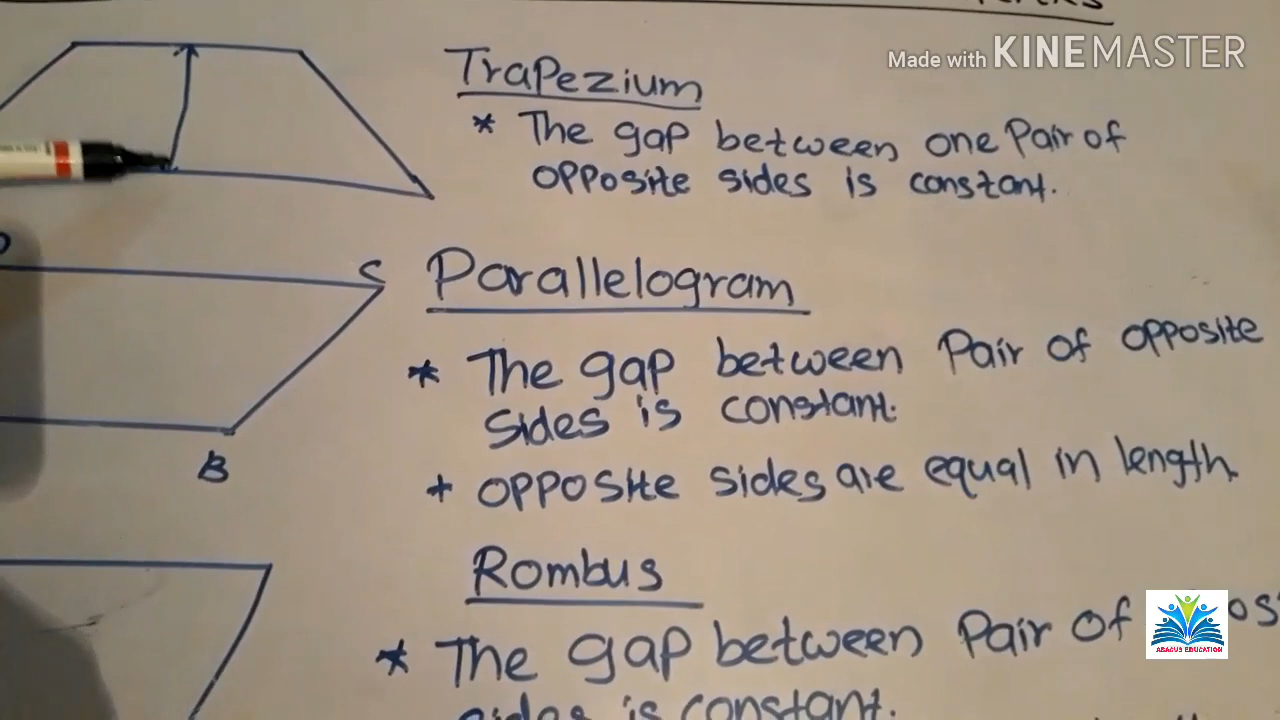 Made with KINEMASTER
Trapezium
* The gap between one Pair of
opposite sides is constant.
C
Parallelogram
* The gap between Pair of opposite
sides is constant.
B
+ opposite sides are equal in length
Rombus
* The gap between Pair of
sides is constant.
ABACUS EDUCATION